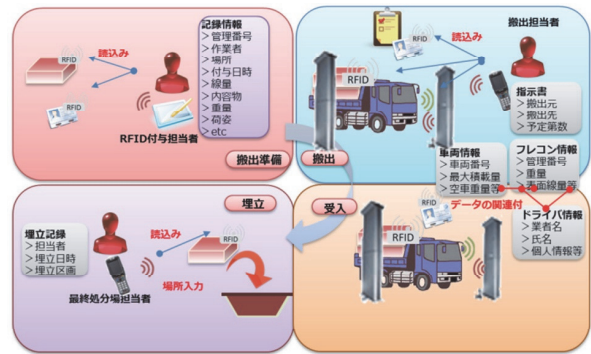 記録情報
>管理番号
>作業者
>場所
>付与日時
>線量
>内容物
>重量
>荷姿
>etc
読込み
RFID
RFID
RFID付与担当者
搬出準備
搬出担当者
読込み
RFID
RFID
指示書
>搬出元
>搬出先
>予定袋数
搬出
車両情報
>車両番号
>最大積載量
>空車重量等
フレコン情報
>管理番号
>重量
>表面線量等
データの関連付
ドライバ情報
>業者名
>氏名
>個人情報等
受入
RFID
RFID
埋立
埋立記録
>担当者
>埋立日時
>埋立区画
読込み
RFID
場所入力
最終処分場担当者